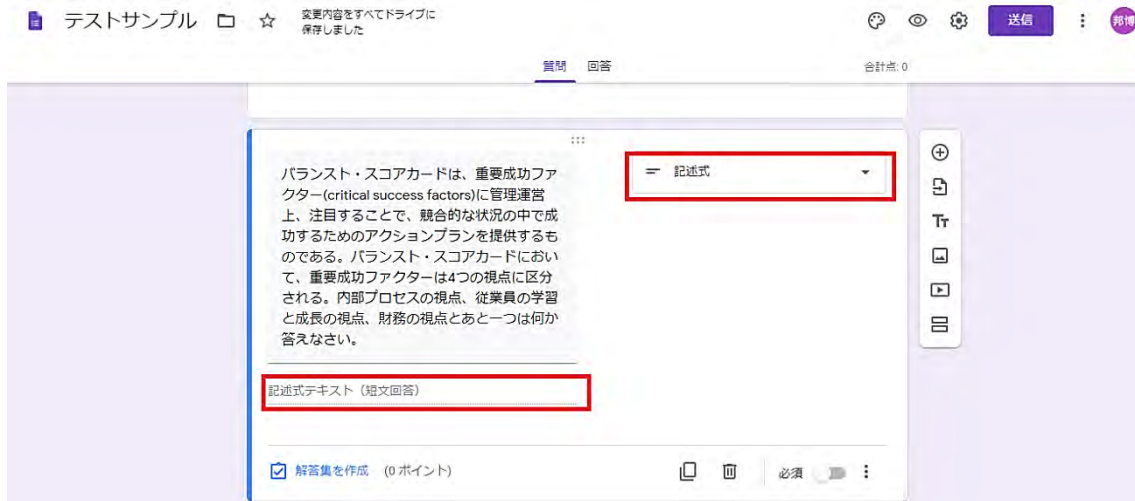 テストサンプル
変更内容をすべてドライブに
保存しました
送信
邦博
質問 回答
合計点: 0
バランスト・スコアカードは、重要成功ファ
クター(critical success factors)に管理運営
上、注目することで、競合的な状況の中で成
功するためのアクションプランを提供するも
のである。バランスト・スコアカードにおい
て、重要成功ファクターは4つの視点に区分
される。内部プロセスの視点、従業員の学習
と成長の視点、財務の視点とあと一つは何か
答えなさい。
記述式
Tт
記述式テキスト（短文回答）
解答集を作成 (0 ポイント)
必須